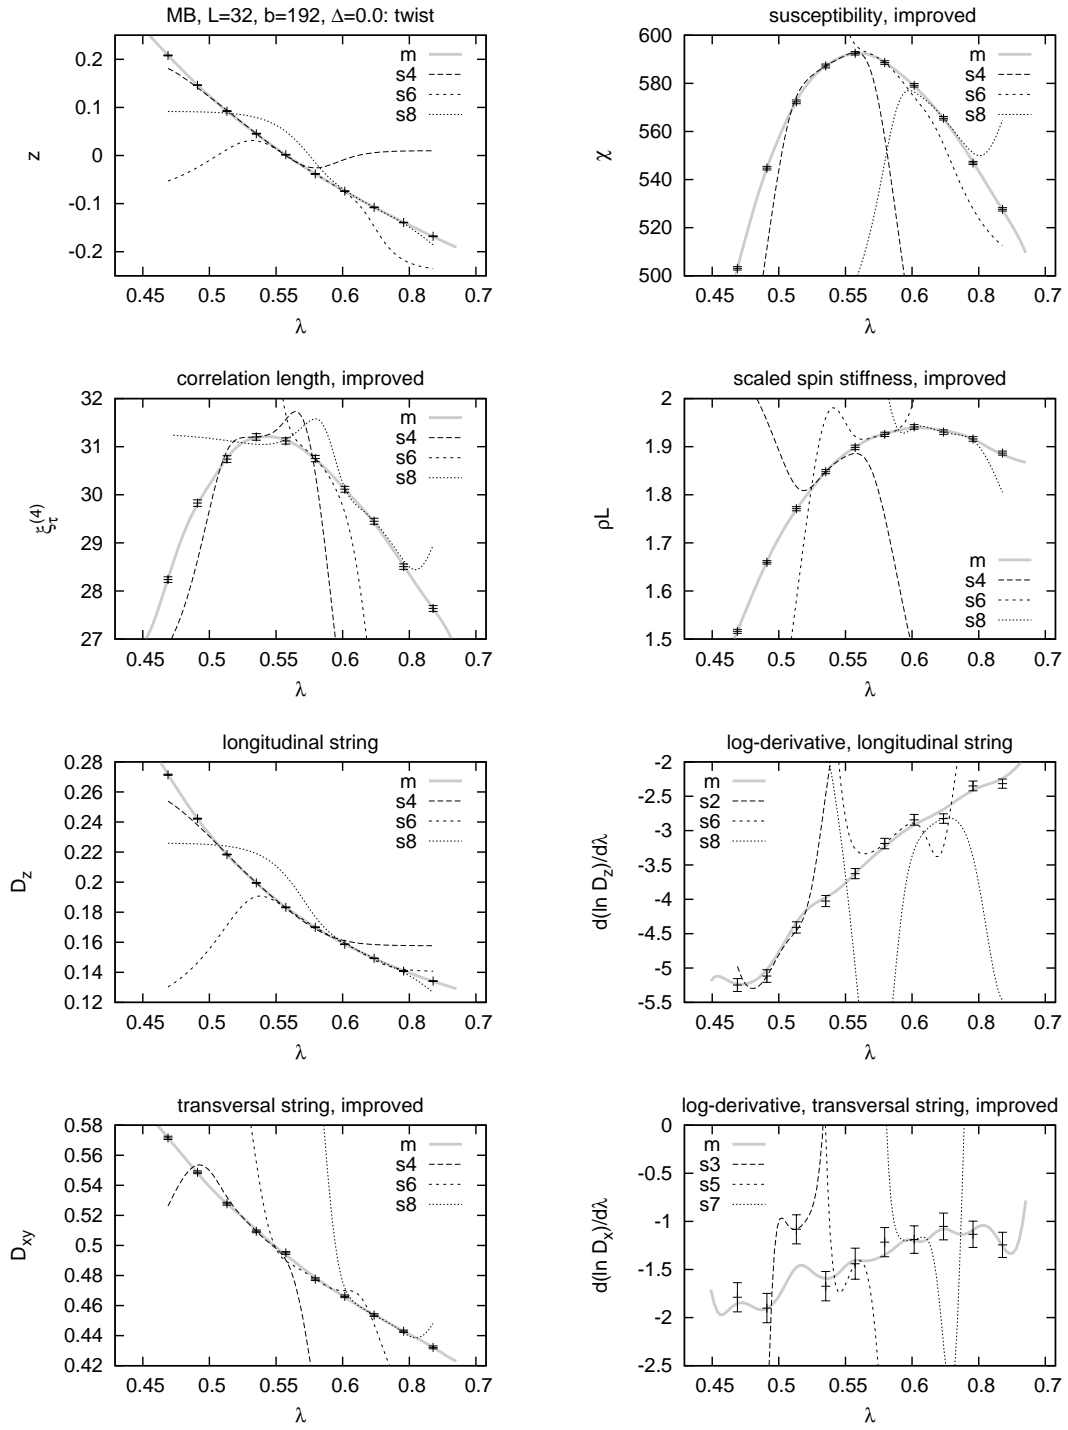 MB, L=32, b=192, Δ=0.0: twist
z
0.2
0.1
0
-0.1
-0.2
m
s4
s6
s8
0.45 0.5 0.55 0.6 0.8 0.7
λ
susceptibility, improved
χ
600
580
560
540
520
500
m
s4
s6
s8
0.45 0.5 0.55 0.6 0.8 0.7
λ
correlation length, improved
ξτ(4)
32
31
30
29
28
27
m
s4
s6
s8
0.45 0.5 0.55 0.6 0.8 0.7
λ
scaled spin stiffness, improved
ρL
2
1.9
1.8
1.7
1.6
1.5
m
s4
s6
s8
0.45 0.5 0.55 0.6 0.8 0.7
λ
longitudinal string
Dz
0.28
0.26
0.24
0.22
0.2
0.18
0.16
0.14
0.12
m
s4
s6
s8
0.45 0.5 0.55 0.6 0.8 0.7
λ
log-derivative, longitudinal string
d(ln Dz)/dλ
-2
-2.5
-3
-3.5
-4
-4.5
-5
-5.5
m
s2
s6
s8
0.45 0.5 0.55 0.6 0.8 0.7
λ
transversal string, improved
Dxy
0.58
0.56
0.54
0.52
0.5
0.48
0.46
0.44
0.42
m
s4
s6
s8
0.45 0.5 0.55 0.6 0.8 0.7
λ
log-derivative, transversal string, improved
d(ln Dx)/dλ
0
-0.5
-1
-1.5
-2
-2.5
m
s3
s5
s7
0.45 0.5 0.55 0.6 0.8 0.7
λ